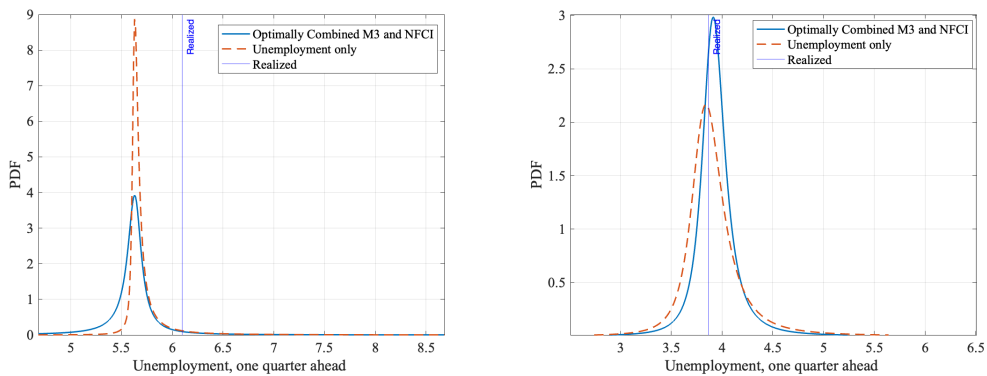 9
8
7
6
5
4
3
2
1
0
PDF
Optimally Combined M3 and NFCI
Unemployment only
Realized
Realized
5
5.5
6
6.5
7
7.5
8
8.5
Unemployment, one quarter ahead
3
2.5
2
1.5
1
0.5
PDF
Optimally Combined M3 and NFCI
Unemployment only
Realized
Realized
3
3.5
4
4.5
5
5.5
6
6.5
Unemployment, one quarter ahead